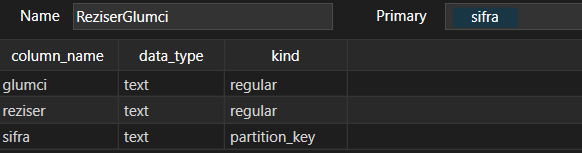 Name ReziserGlumci Primary sifra
column_name data_type kind
glumci text regular
reziser text regular
sifra text partition_key